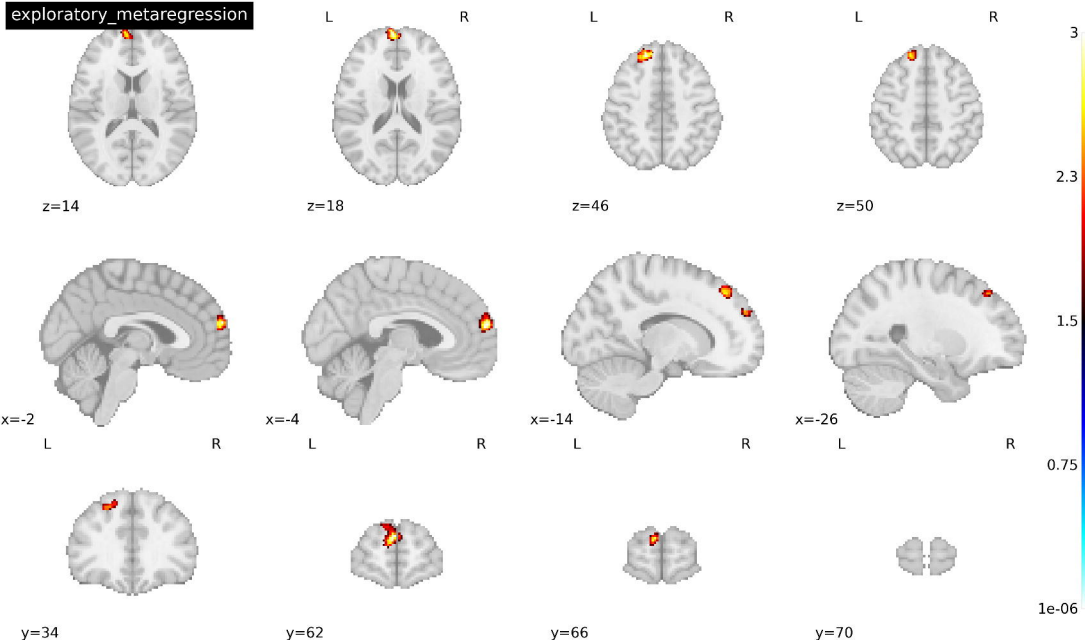 exploratory_metaregression
L R
L R
L R
3
2.3
1.5
0.75
1e-06
z=14
z=18
z=46
z=50
x=-2
x=-4
x=-14
x=-26
L R
L R
L R
L R
y=34
y=62
y=66
y=70